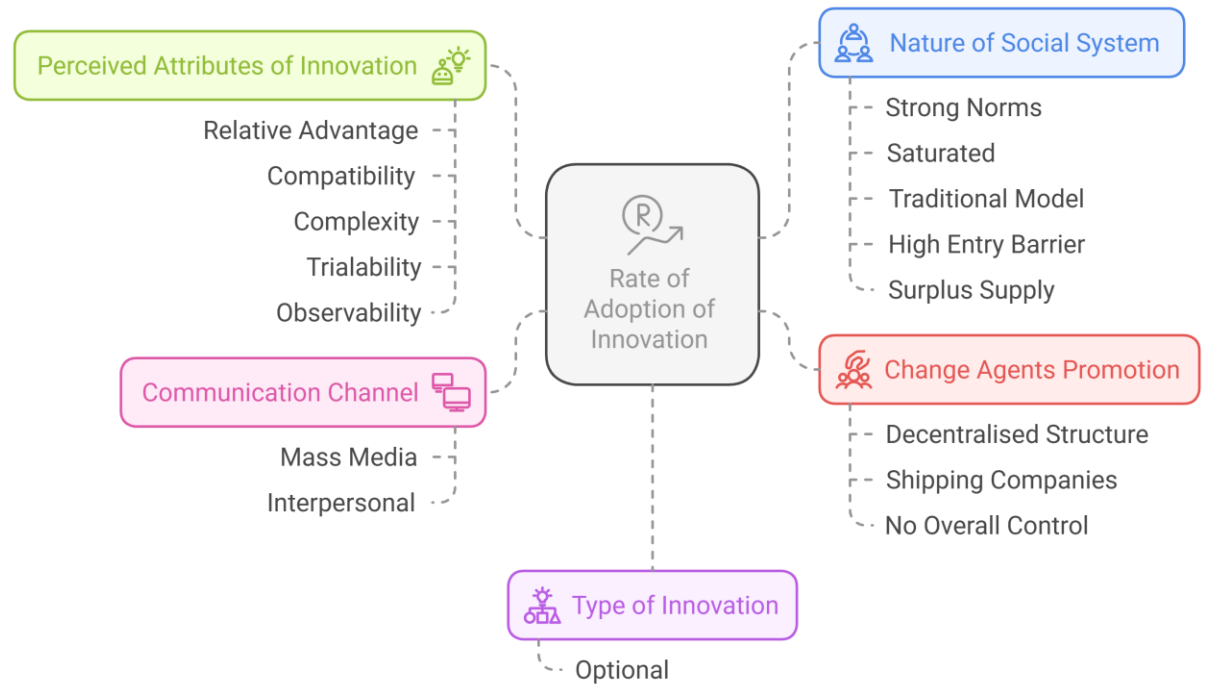 Perceived Attributes of Innovation
Relative Advantage
Compatibility
Complexity
Trialability
Observability
Communication Channel
Mass Media
Interpersonal
R
Rate of
Adoption of
Innovation
Nature of Social System
Strong Norms
Saturated
Traditional Model
High Entry Barrier
Surplus Supply
Change Agents Promotion
Decentralised Structure
Shipping Companies
No Overall Control
Type of Innovation
Optional